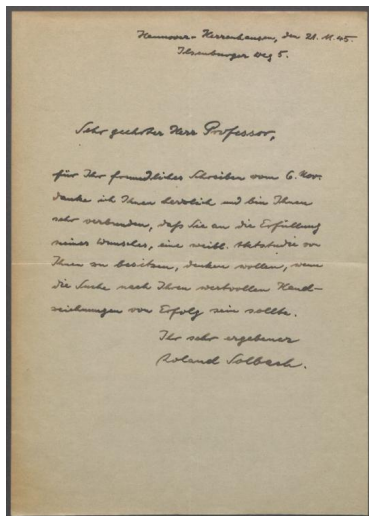 Hannover-Herrenhausen, den 21.11.45.
Ilsenburger Weg 5.
Sehr geehrter Herr Professor,
für Ihr freundliches Schreiben vom 6. Nov.
danke ich Ihnen herzlich und bin Ihnen
sehr verbunden, daß Sie an die Erfüllung
meines Wunsches, eine weibl. Aktstudie von
Ihnen zu besitzen, denken wollen, wenn
die Suche nach Ihren wertvollen Hand-
zeichnungen von Erfolg sein sollte.
Ihr sehr ergebener
Roland Solbach.